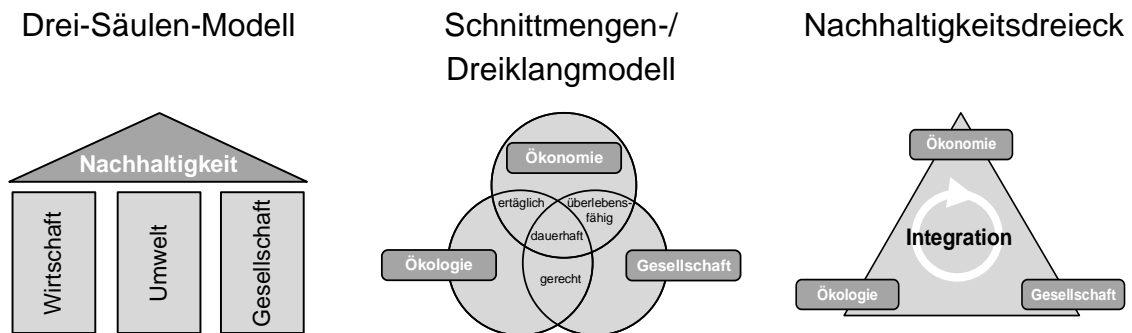 Drei-Säulen-Modell
Nachhaltigkeit
Wirtschaft
Umwelt
Gesellschaft
Schnittmengen-/
Dreiklangmodell
Ökonomie
ertäglich
überlebens-
fähig
dauerhaft
Ökologie
Gesellschaft
gerecht
Nachhaltigkeitsdreieck
Ökonomie
Integration
Ökologie
Gesellschaft